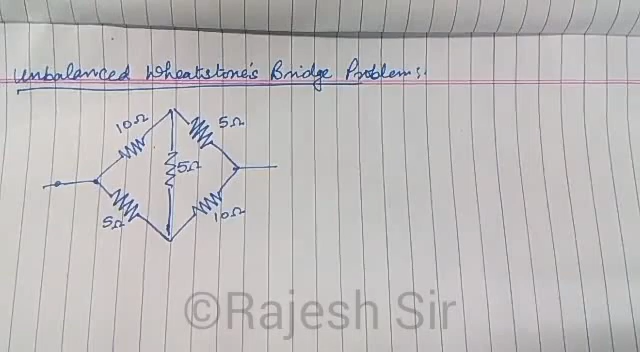 Unbalanced Wheatstone's Bridge Problems.
10Ω 5Ω
5Ω
5Ω 10Ω
©Rajesh Sir